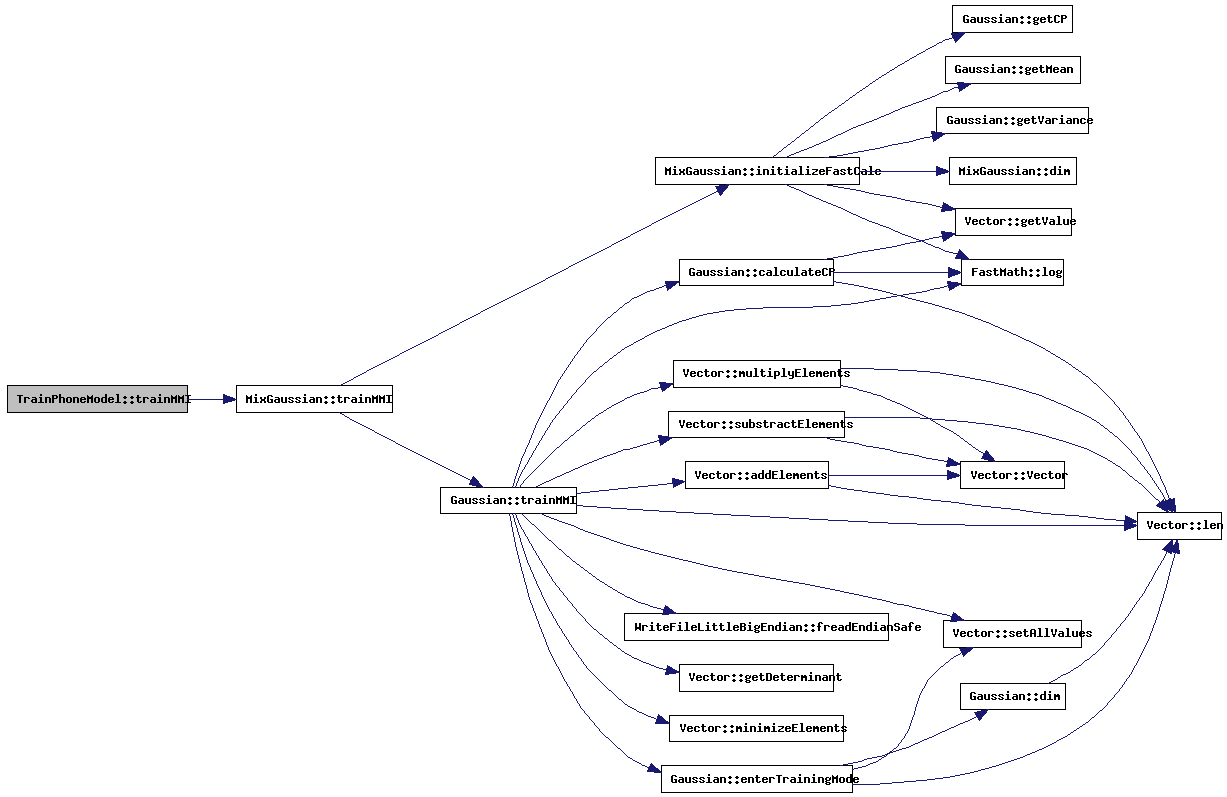 Gaussian::getCP
Gaussian::getMean
Gaussian::getVariance
MixGaussian::initializeFastCalc
MixGaussian::dim
Vector::getValue
Gaussian::calculateCP
FastMath::log
Vector::multiplyElements
TrainPhoneModel::trainMMI
MixGaussian::trainMMI
Vector::substractElements
Vector::addElements
Vector::Vector
Gaussian::trainMMI
Vector::len
WriteFileLittleBigEndian::freadEndianSafe
Vector::setAllValues
Vector::getDeterminant
Gaussian::dim
Vector::minimizeElements
Gaussian::enterTrainingMode